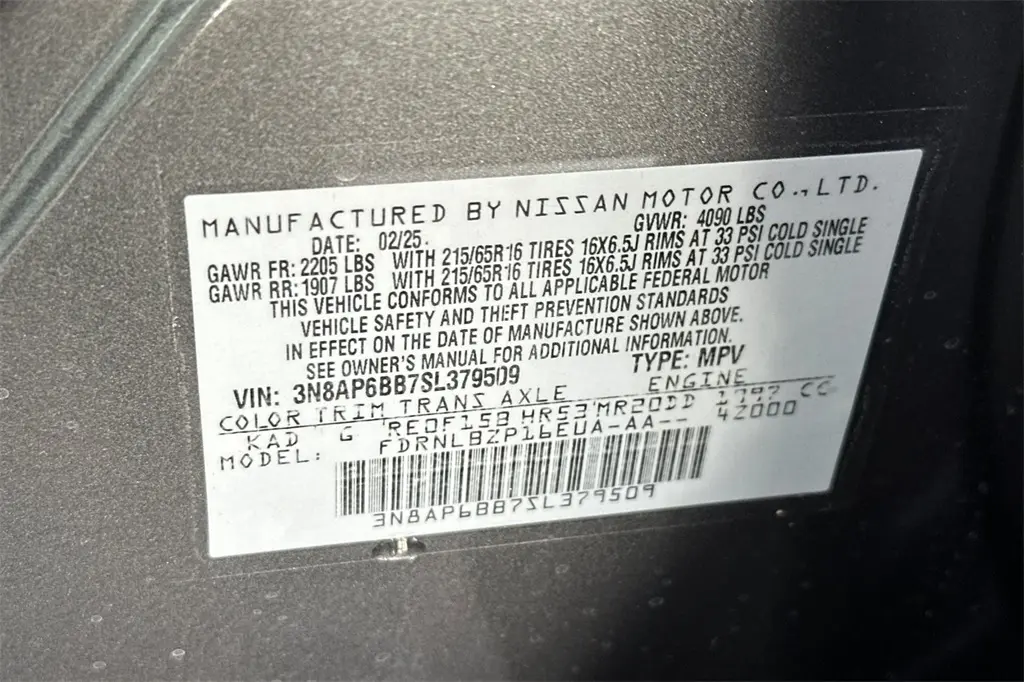 MANUFACTURED BY NISSAN MOTOR CO.,LTD.
DATE: 02/25. GVWR: 4090 LBS
GAWR FR: 2205 LBS WITH 215/65R16 TIRES 16X6.5J RIMS AT 33 PSI COLD SINGLE
GAWR RR: 1907 LBS WITH 215/65R16 TIRES 16X6.5J RIMS AT 33 PSI COLD SINGLE
THIS VEHICLE CONFORMS TO ALL APPLICABLE FEDERAL MOTOR
VEHICLE SAFETY AND THEFT PREVENTION STANDARDS
IN EFFECT ON THE DATE OF MANUFACTURE SHOWN ABOVE.
SEE OWNER'S MANUAL FOR ADDITIONAL INFORMATION.
VIN: 3N8AP6BB7SL379509 TYPE: MPV
COLOR TRIM TRANS AXLE ENGINE
KAD G RE0F15B HR53 MR20DD 1997 CC
MODEL: FDRNLBZP16EUA-AA-- 42000
3N8AP6BB7SL379509